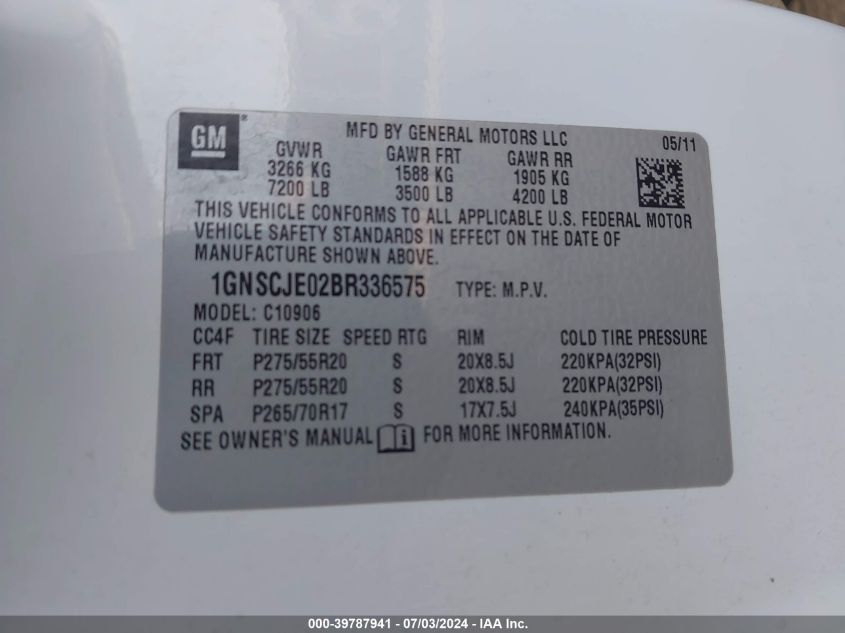 GM ®
MFD BY GENERAL MOTORS LLC 05/11
GVWR GAWR FRT GAWR RR
3266 KG 1588 KG 1905 KG
7200 LB 3500 LB 4200 LB
THIS VEHICLE CONFORMS TO ALL APPLICABLE U.S. FEDERAL MOTOR
VEHICLE SAFETY STANDARDS IN EFFECT ON THE DATE OF
MANUFACTURE SHOWN ABOVE.
1GNSCJE02BR336575 TYPE: M.P.V.
MODEL: C10906
CC4F TIRE SIZE SPEED RTG RIM COLD TIRE PRESSURE
FRT P275/55R20 S 20X8.5J 220KPA(32PSI)
RR P275/55R20 S 20X8.5J 220KPA(32PSI)
SPA P265/70R17 S 17X7.5J 240KPA(35PSI)
SEE OWNER'S MANUAL i FOR MORE INFORMATION.
000-39787941 - 07/03/2024 - IAA Inc.